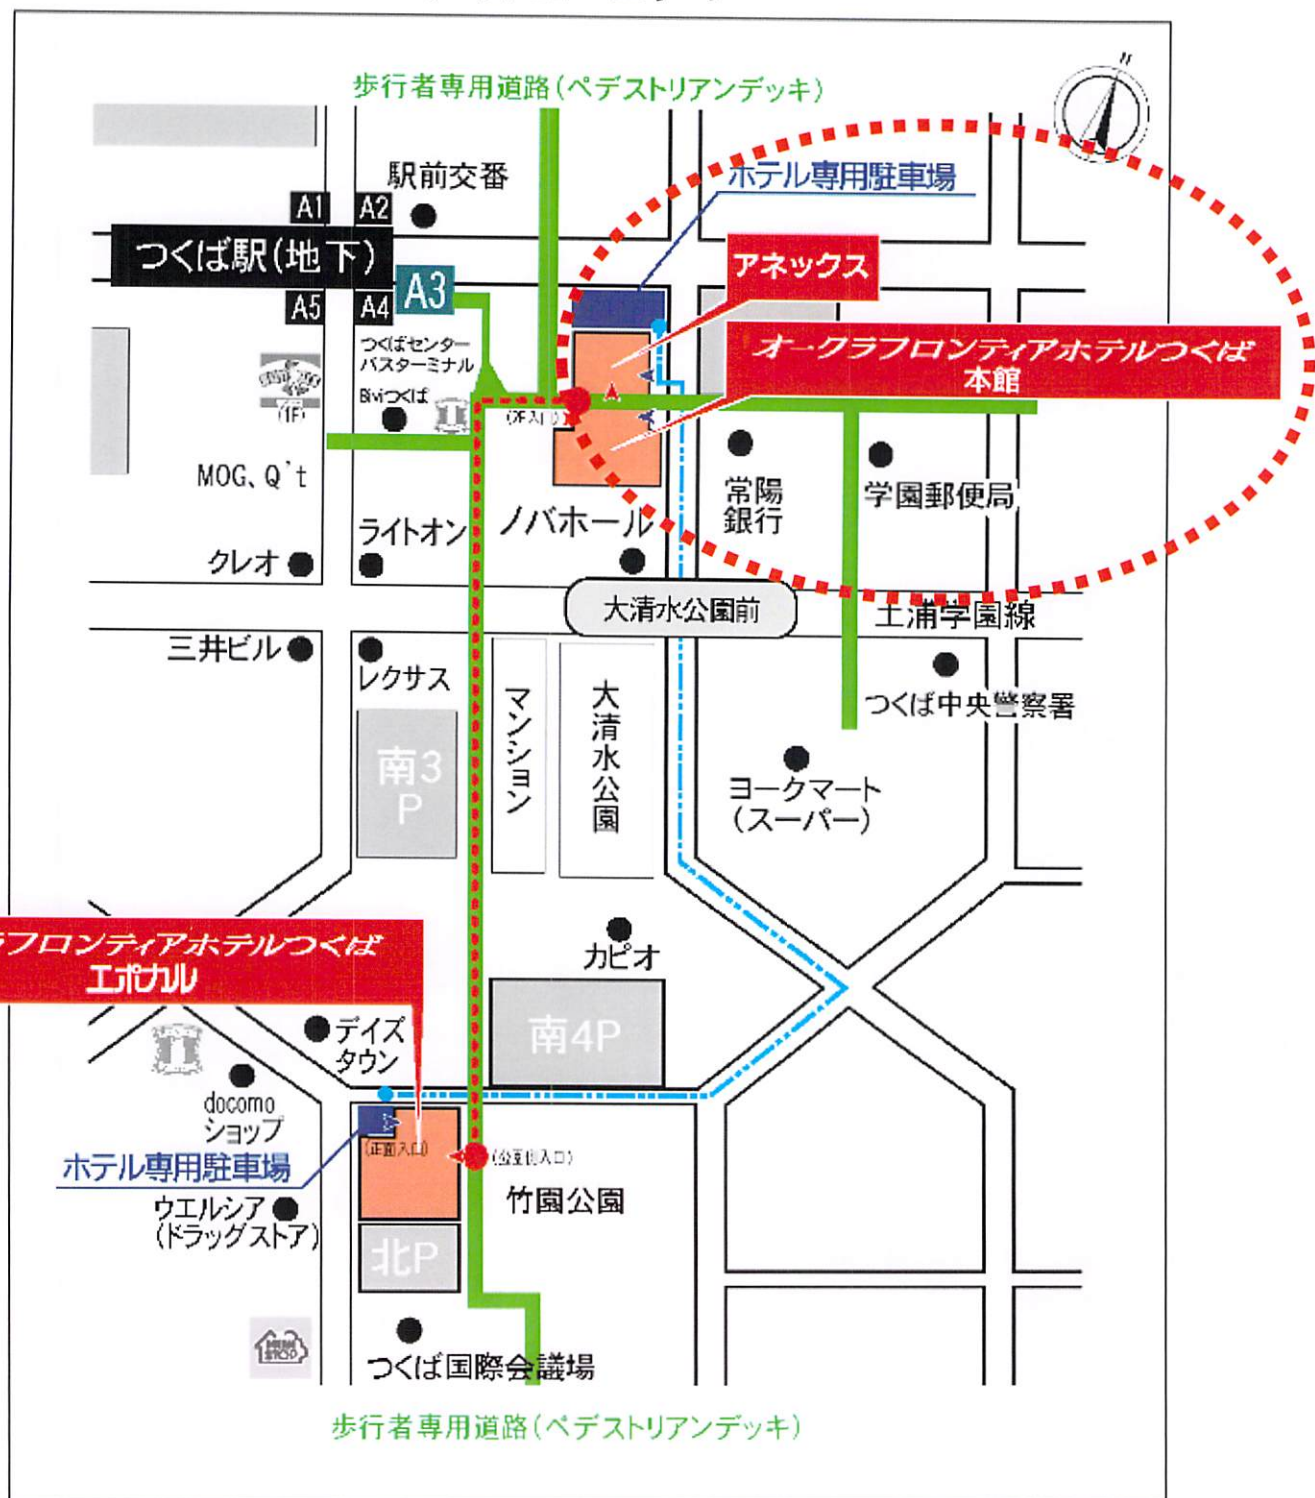 歩行者専用道路(ペデストリアンデッキ)
N
駅前交番
ホテル専用駐車場
A1
A2
つくば駅(地下)
アネックス
A3
A5
A4
オークラフロンティアホテルつくば
本館
つくばセンター
バスターミナル
Biviつくば
(1F)
(2F入口)
MOG、Q't
常陽
銀行
学園郵便局
ライトオン
ノバホール
クレオ
大清水公園前
土浦学園線
三井ビル
レクサス
マンション
大清水公園
つくば中央警察署
南3
P
ヨークマート
(スーパー)
ラフロンティアホテルつくば
エポカル
カピオ
デイズ
タウン
南4P
docomo
ショップ
(正面入口)
(公園側入口)
ホテル専用駐車場
竹園公園
ウエルシア
(ドラッグストア)
北P
MINI
STOP
つくば国際会議場
歩行者専用道路(ペデストリアンデッキ)